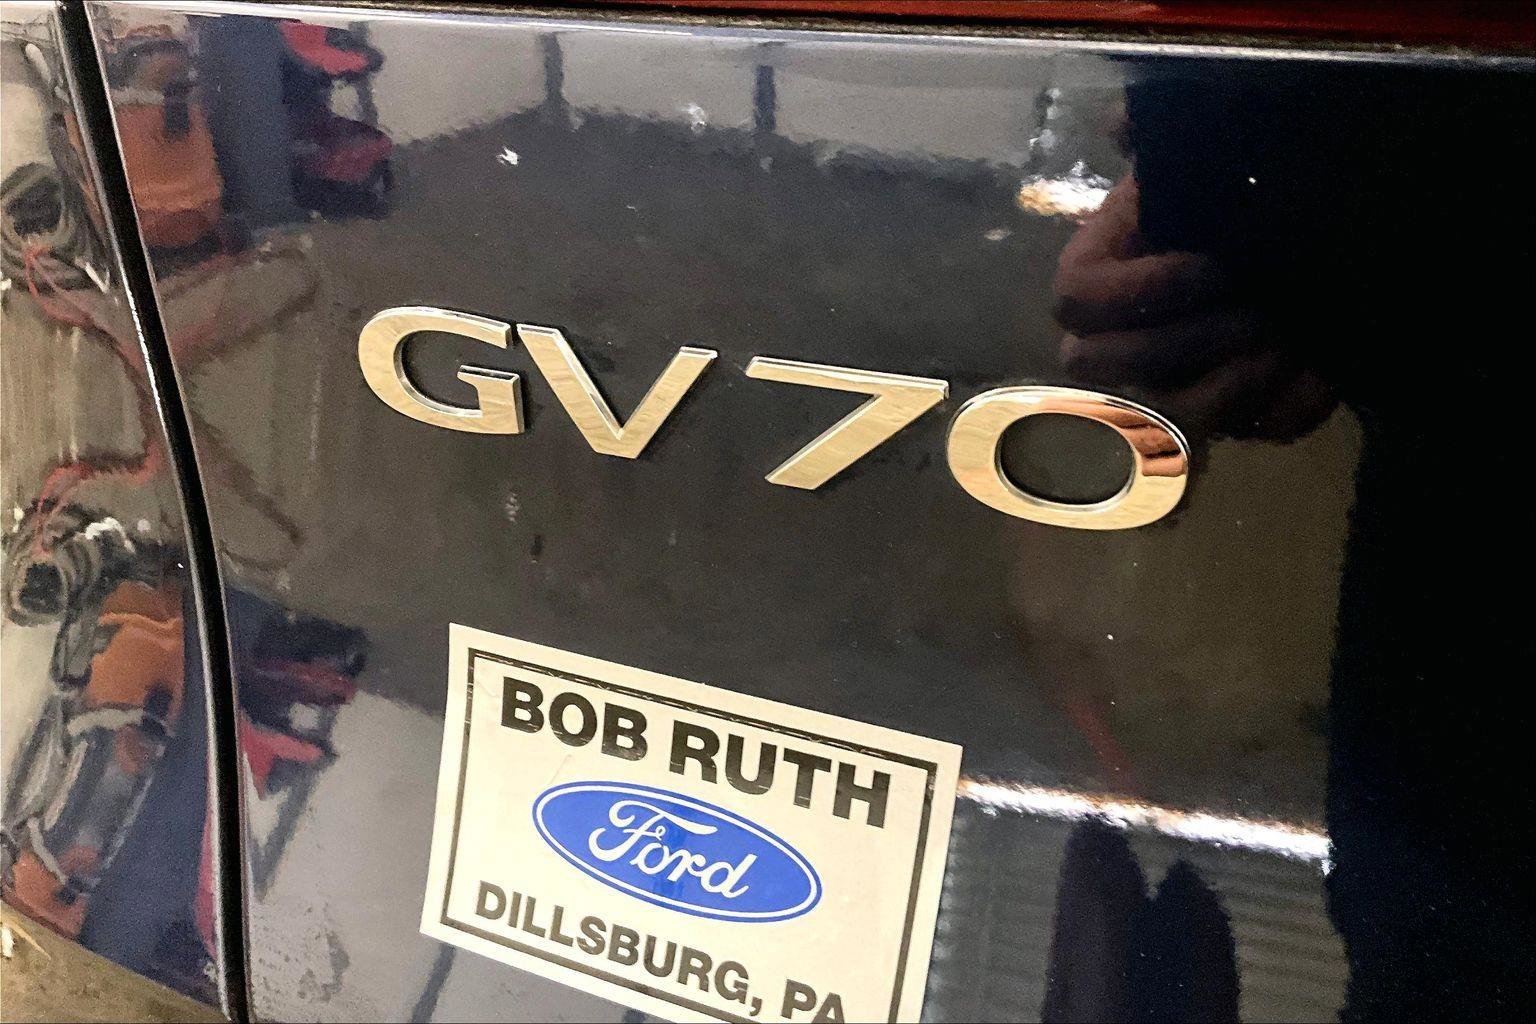 GV70
BOB RUTH
Ford
DILLSBURG, PA